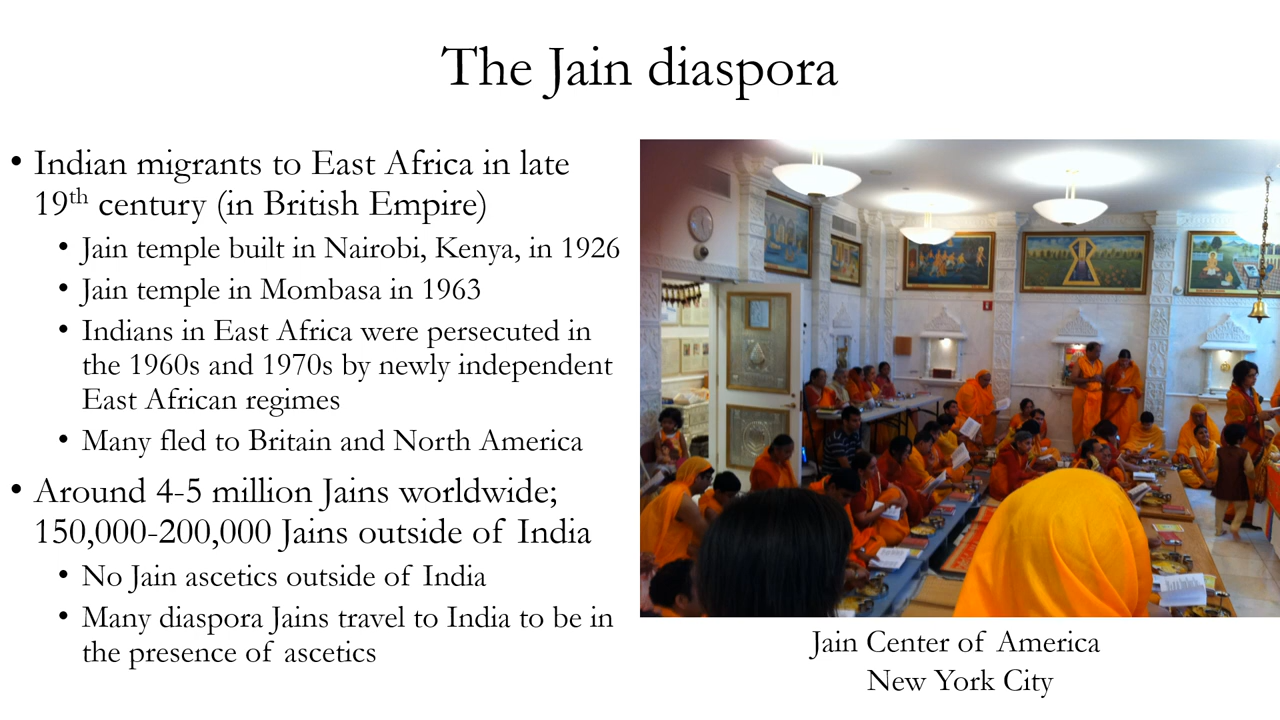 The Jain diaspora
• Indian migrants to East Africa in late
19th century (in British Empire)
• Jain temple built in Nairobi, Kenya, in 1926
• Jain temple in Mombasa in 1963
• Indians in East Africa were persecuted in
the 1960s and 1970s by newly independent
East African regimes
• Many fled to Britain and North America
• Around 4-5 million Jains worldwide;
150,000-200,000 Jains outside of India
• No Jain ascetics outside of India
• Many diaspora Jains travel to India to be in
the presence of ascetics
Jain Center of America
New York City